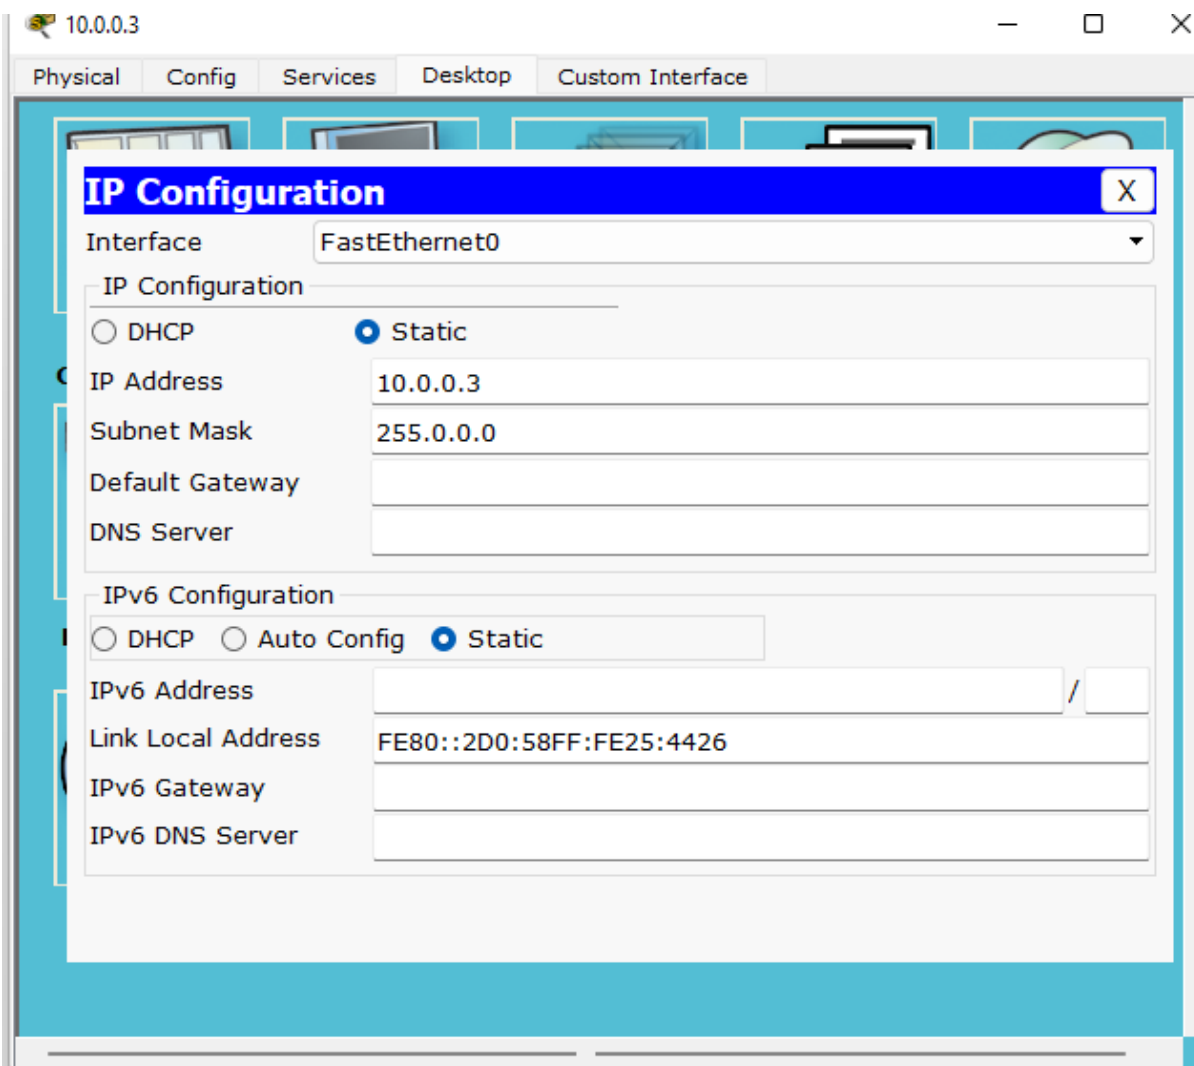 10.0.0.3
Physical Config Services Desktop Custom Interface
IP Configuration X
Interface FastEthernet0
IP Configuration
DHCP Static
IP Address 10.0.0.3
Subnet Mask 255.0.0.0
Default Gateway
DNS Server
IPv6 Configuration
DHCP Auto Config Static
IPv6 Address /
Link Local Address FE80::2D0:58FF:FE25:4426
IPv6 Gateway
IPv6 DNS Server